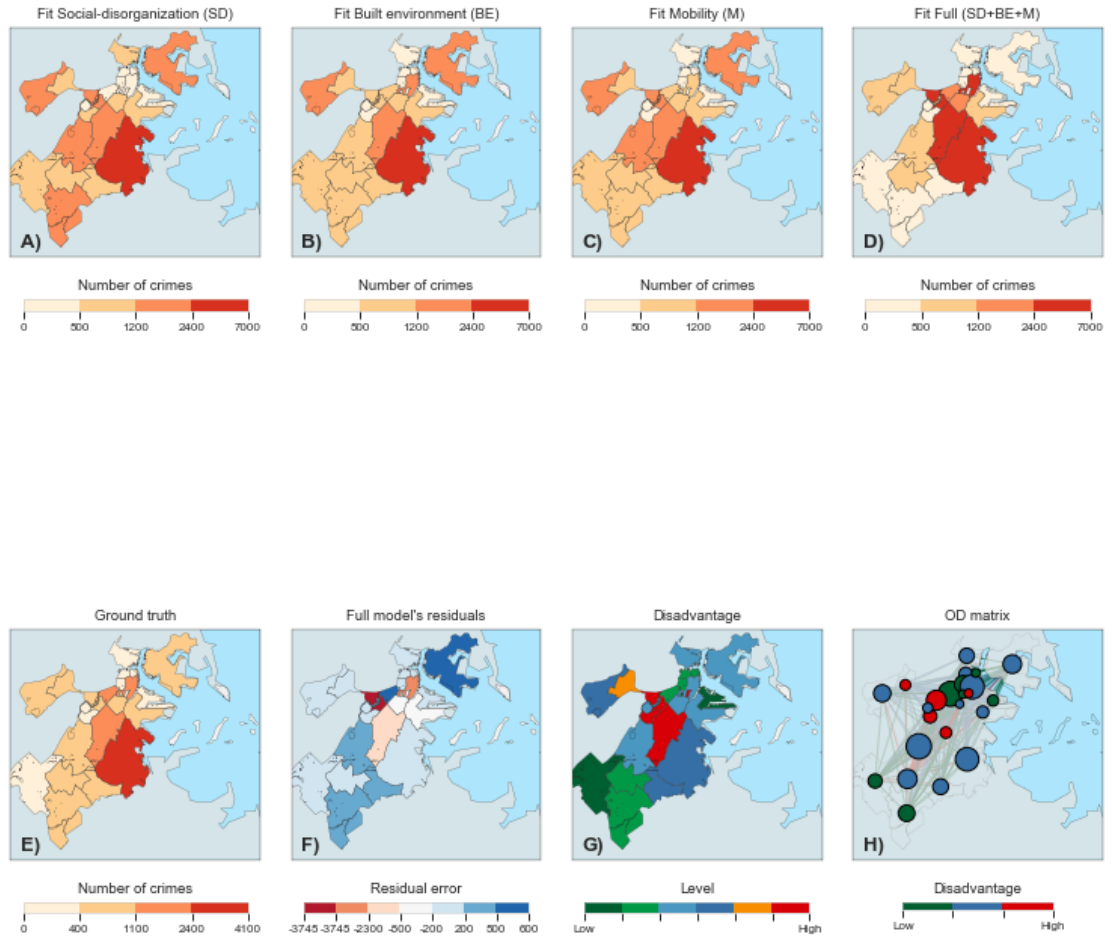 Fit Social-disorganization (SD)
Fit Built environment (BE)
Fit Mobility (M)
Fit Full (SD+BE+M)
A)
B)
C)
D)
Number of crimes
Number of crimes
Number of crimes
Number of crimes
0 500 1200 2400 7000
0 500 1200 2400 7000
0 500 1200 2400 7000
0 500 1200 2400 7000
Ground truth
Full model's residuals
Disadvantage
OD matrix
E)
F)
G)
H)
Number of crimes
Residual error
Level
Disadvantage
0 400 1100 2400 4100
-3745 -3745 -2300 -500 -200 200 500 600
Low High
Low High